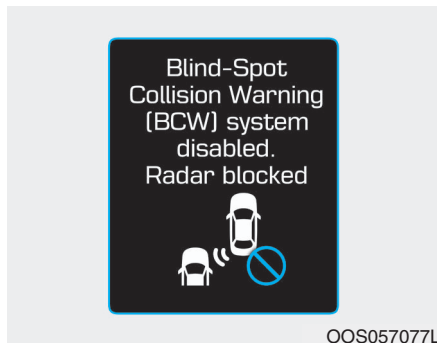 Blind-Spot
Collision Warning
(BCW) system
disabled.
Radar blocked
OOS057077L